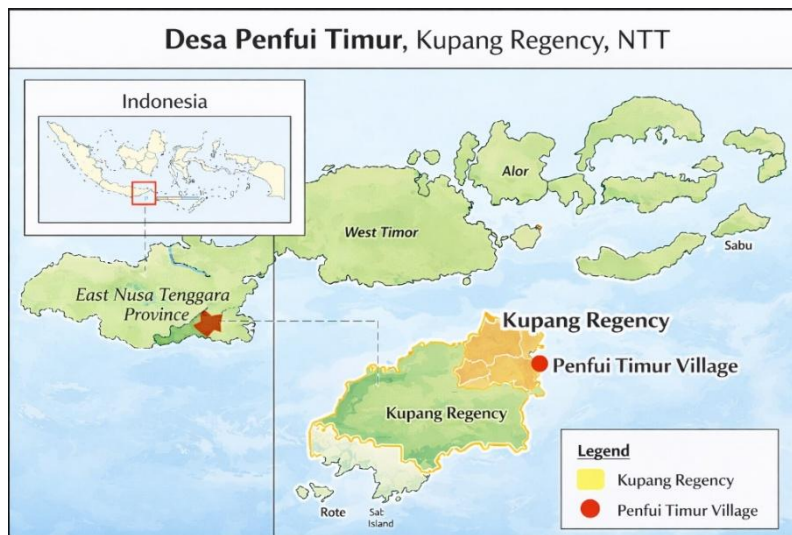 Desa Penfui Timur, Kupang Regency, NTT
Indonesia
Alor
West Timor
Sabu
East Nusa Tenggara
Province
Kupang Regency
Penfui Timur Village
Kupang Regency
Rote
Sat
Island
Legend
Kupang Regency
Penfui Timur Village